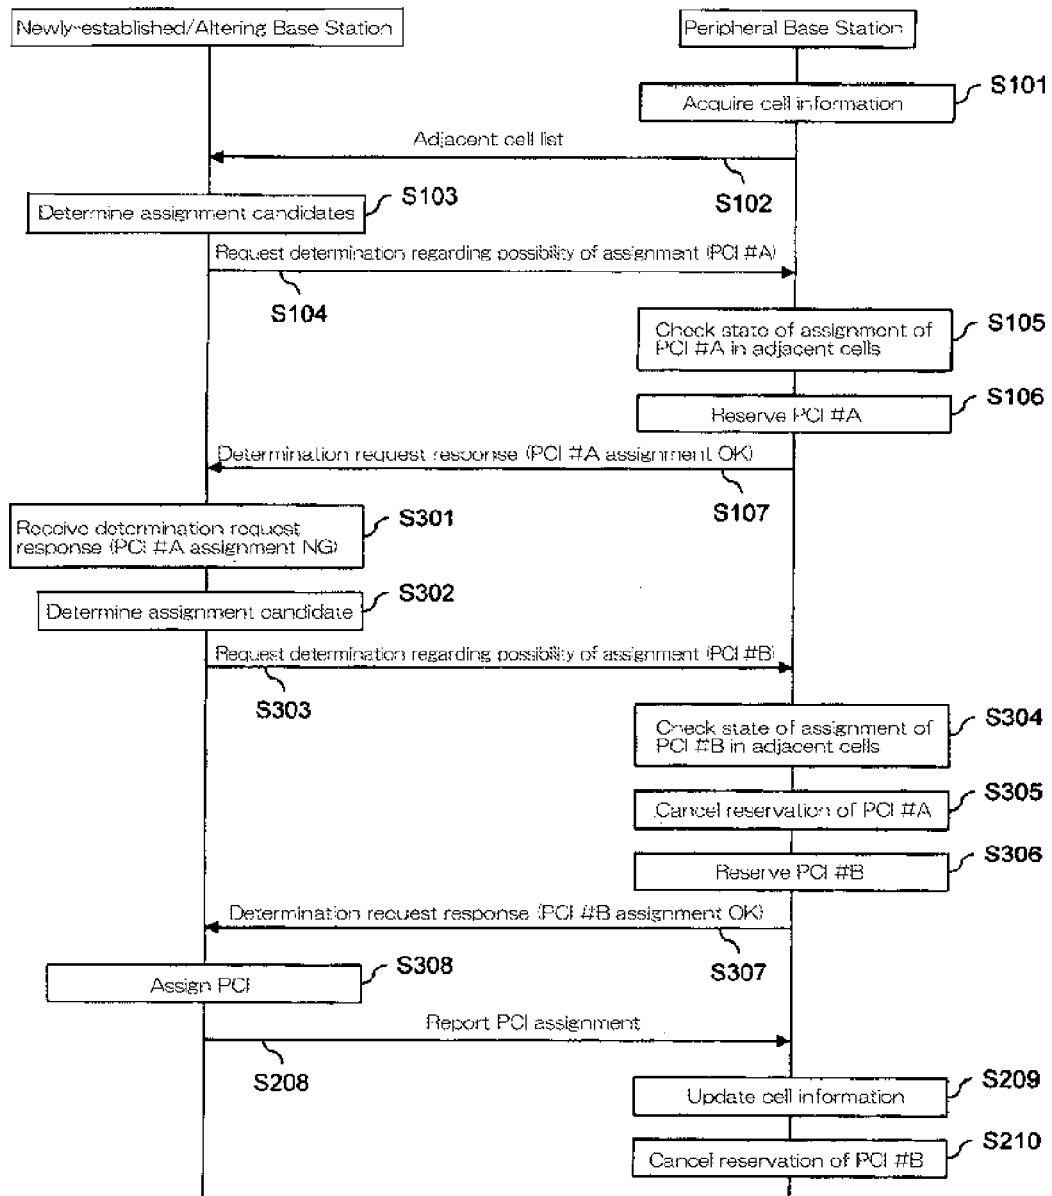 Newly-established/Altering Base Station
Peripheral Base Station
Acquire cell information
S101
Adjacent cell list
S102
Determine assignment candidates
S103
Request determination regarding possibility of assignment (PCI #A)
S104
Check state of assignment of
PCI #A in adjacent cells
S105
Reserve PCI #A
S106
Determination request response (PCI #A assignment OK)
S107
Receive determination request
response (PCI #A assignment NG)
S301
Determine assignment candidate
S302
Request determination regarding possibility of assignment (PCI #B)
S303
Check state of assignment of
PCI #B in adjacent cells
S304
Cancel reservation of PCI #A
S305
Reserve PCI #B
S306
Determination request response (PCI #B assignment OK)
S307
Assign PCI
S308
Report PCI assignment
S208
Update cell information
S209
Cancel reservation of PCI #B
S210